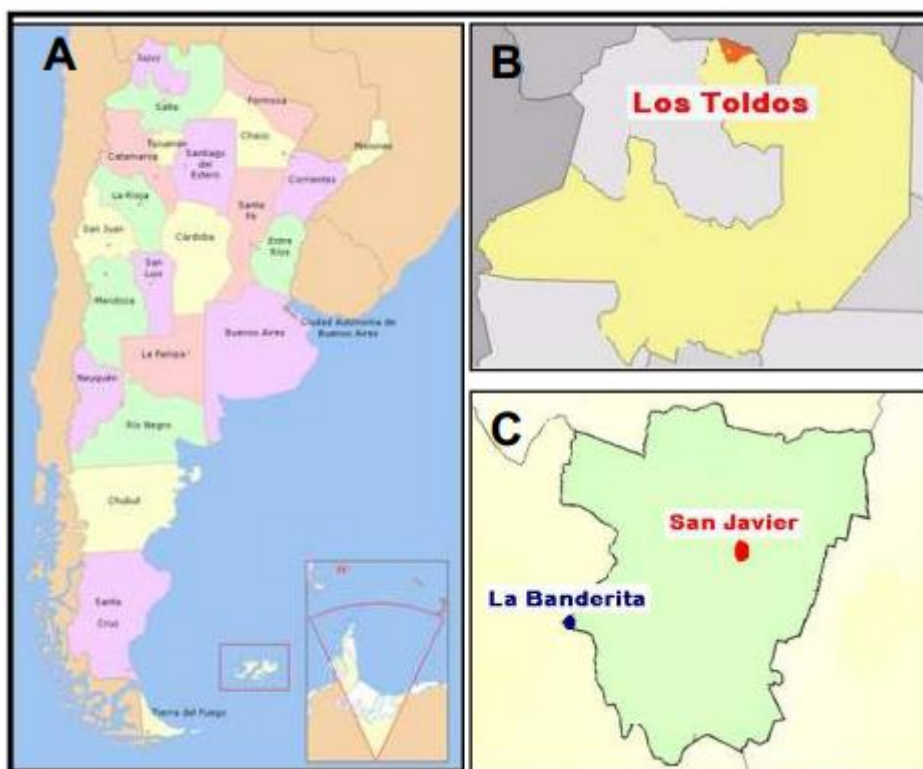 A
Jujuy
Salta
Formosa
Chaco
Misiones
Tucumán
Catamarca
Santiago
del
Estero
Corrientes
La Rioja
Santa
Fé
San Juan
Córdoba
Entre
Ríos
San
Luis
Mendoza
Ciudad Autónoma de
Buenos Aires
Buenos Aires
La Pampa
Neuquén
Río Negro
Chubut
Santa
Cruz
Tierra del Fuego
B
Los Toldos
C
San Javier
La Banderita